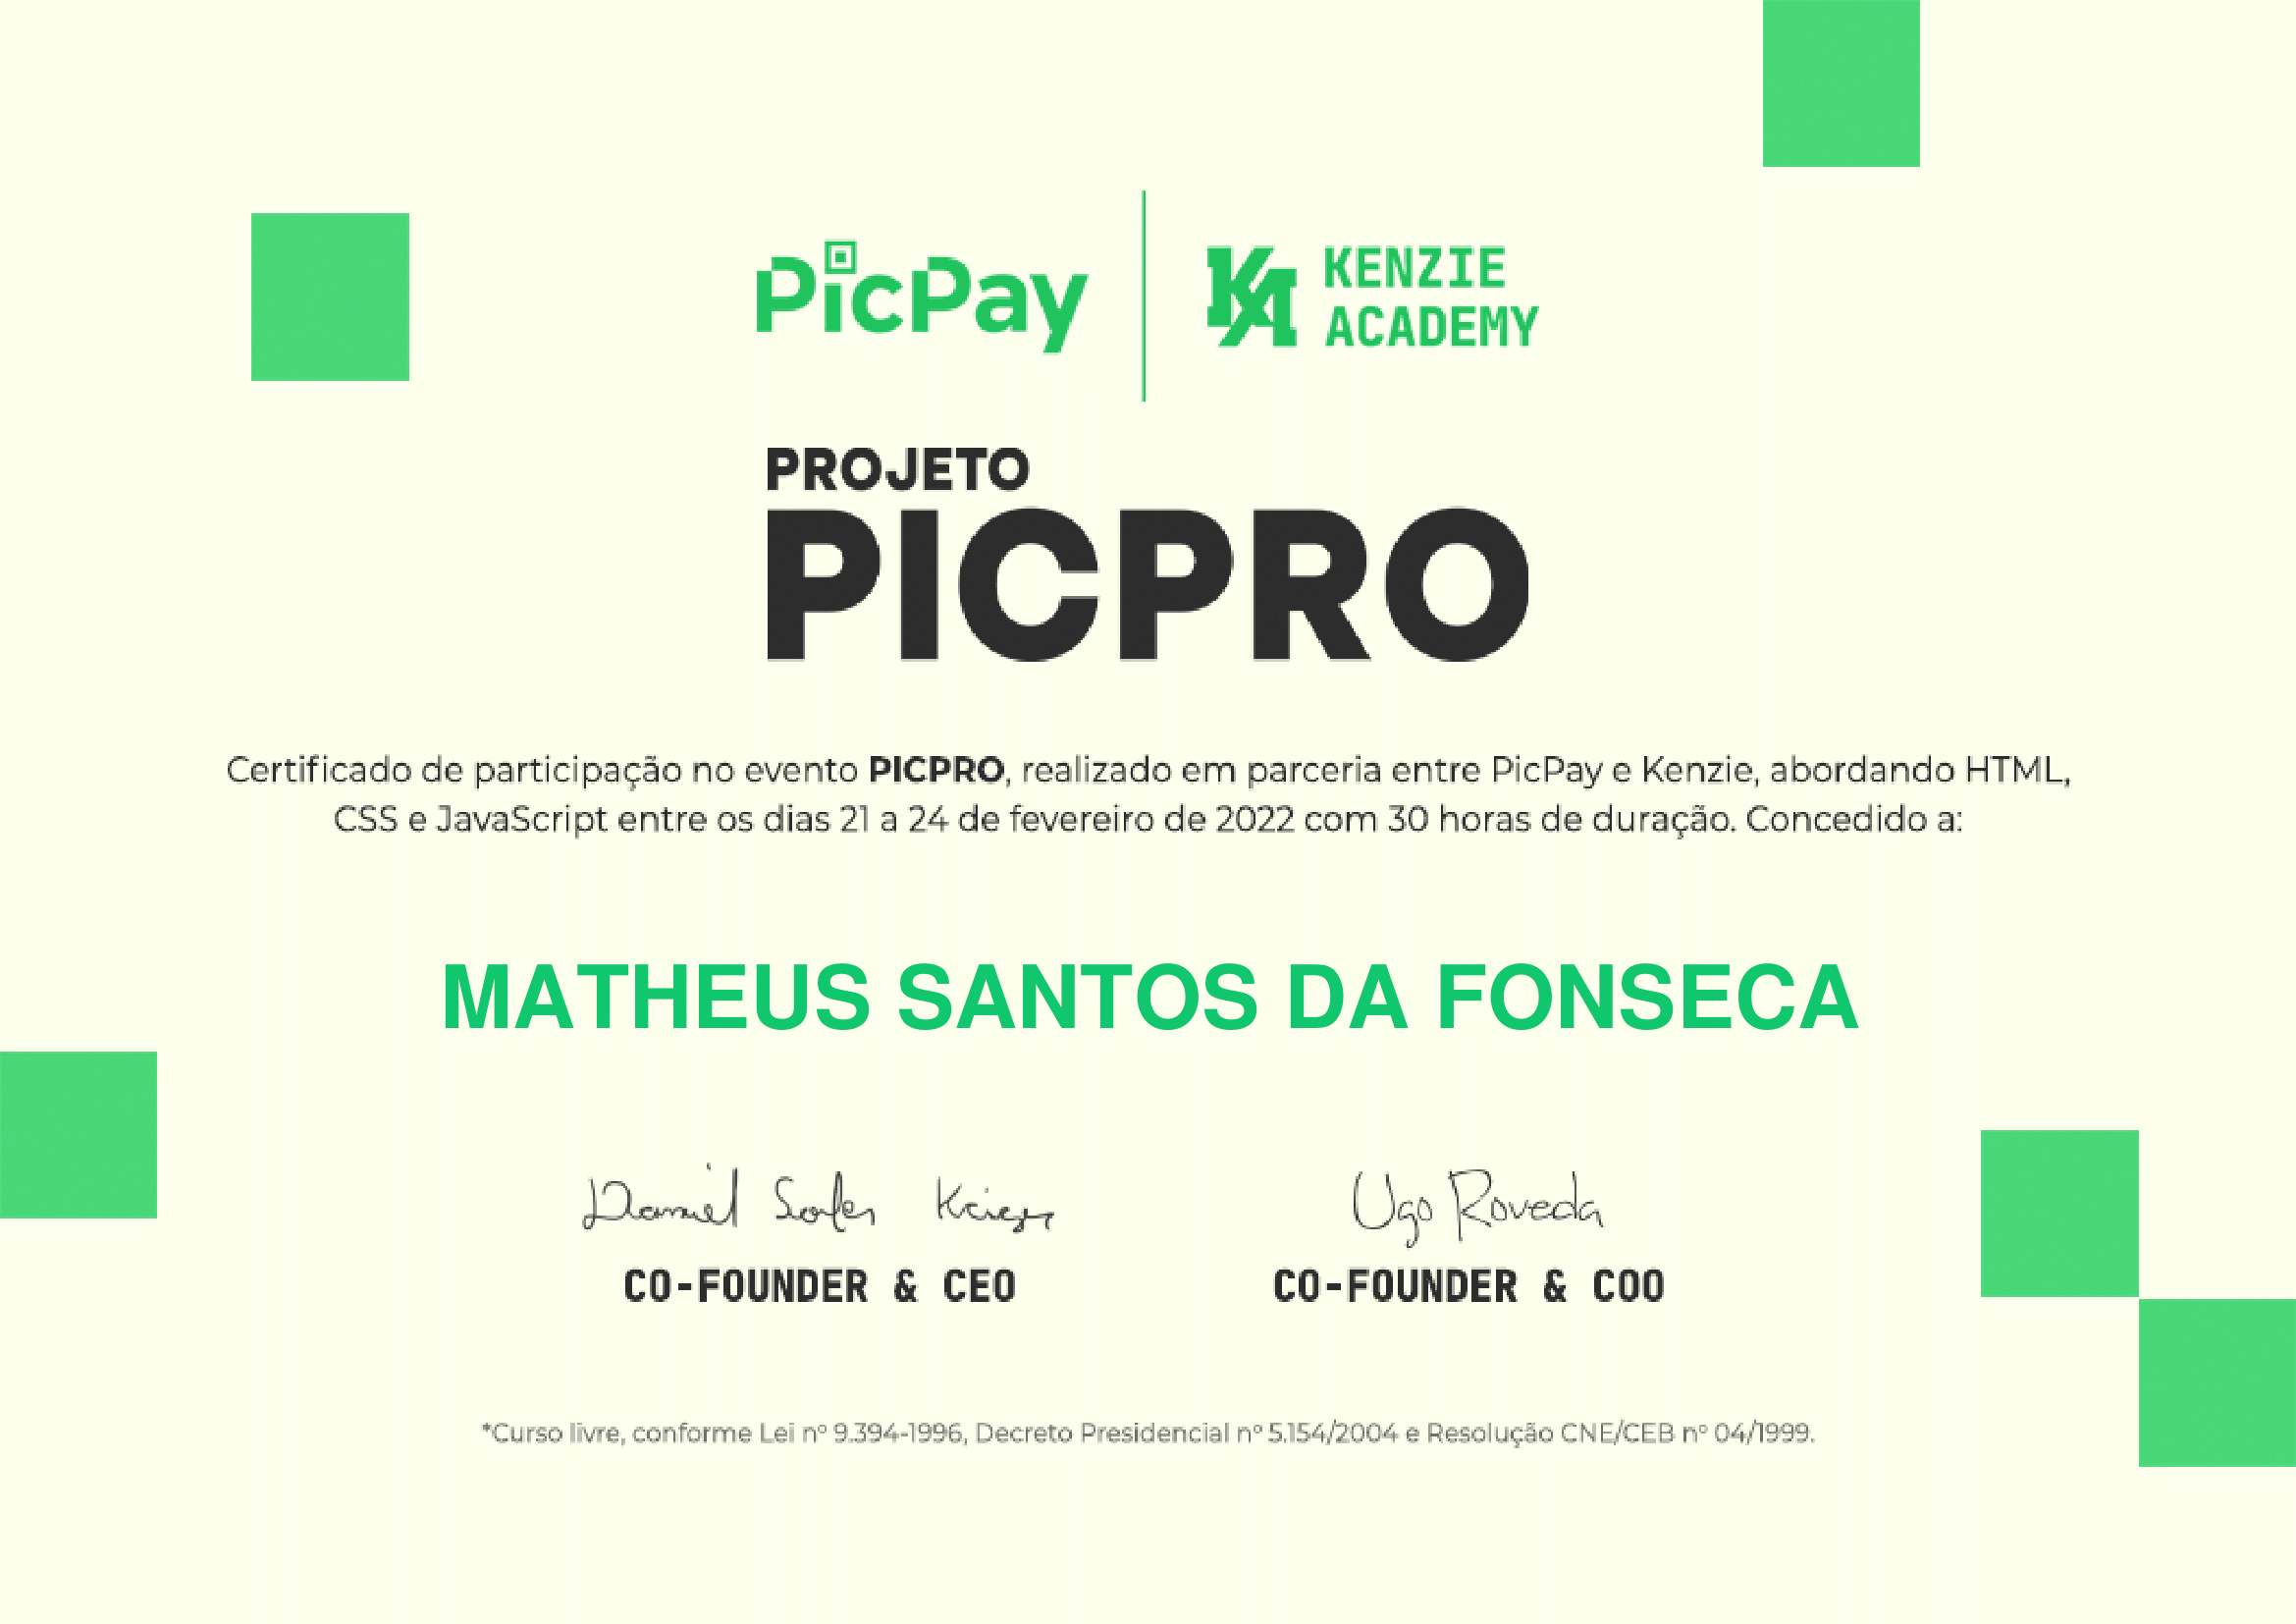 PicPay
KA KENZIE
ACADEMY
PROJETO
PICPRO
Certificado de participação no evento PICPRO, realizado em parceria entre PicPay e Kenzie, abordando HTML,
CSS e JavaScript entre os dias 21 a 24 de fevereiro de 2022 com 30 horas de duração. Concedido a:
MATHEUS SANTOS DA FONSECA
Daniel Kriger Ugo Roveda
CO-FOUNDER & CEO CO-FOUNDER & COO
*Curso livre, conforme Lei nº 9.394-1996, Decreto Presidencial nº 5.154/2004 e Resolução CNE/CEB nº 04/1999.